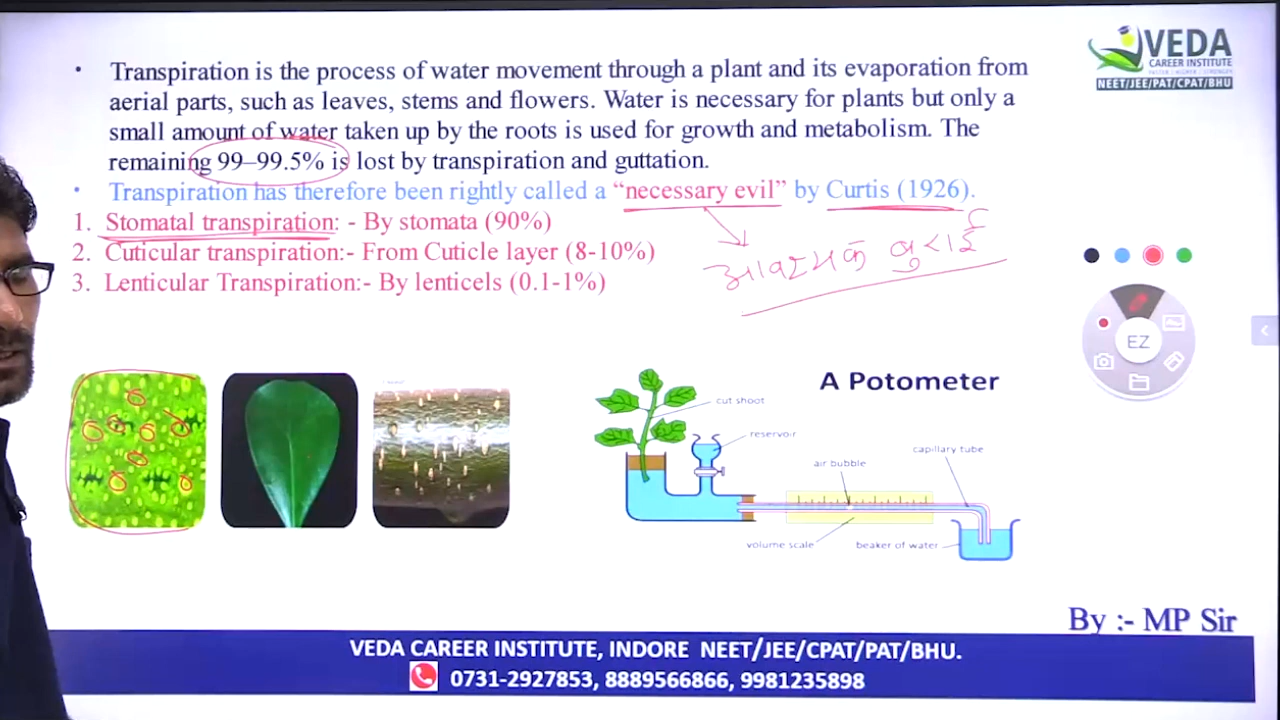 VEDA
CAREER INSTITUTE
NEET/JEE/PAT/CPAT/BHU
• Transpiration is the process of water movement through a plant and its evaporation from
aerial parts, such as leaves, stems and flowers. Water is necessary for plants but only a
small amount of water taken up by the roots is used for growth and metabolism. The
remaining 99–99.5% is lost by transpiration and guttation.
• Transpiration has therefore been rightly called a “necessary evil” by Curtis (1926).
1. Stomatal transpiration: - By stomata (90%)
2. Cuticular transpiration:- From Cuticle layer (8-10%)
3. Lenticular Transpiration:- By lenticels (0.1-1%)
आवश्यक बुराई
EZ
A Potometer
cut shoot
reservoir
air bubble
capillary tube
volume scale
beaker of water
By :- MP Sir
VEDA CAREER INSTITUTE, INDORE NEET/JEE/CPAT/PAT/BHU.
0731-2927853, 8889566866, 9981235898